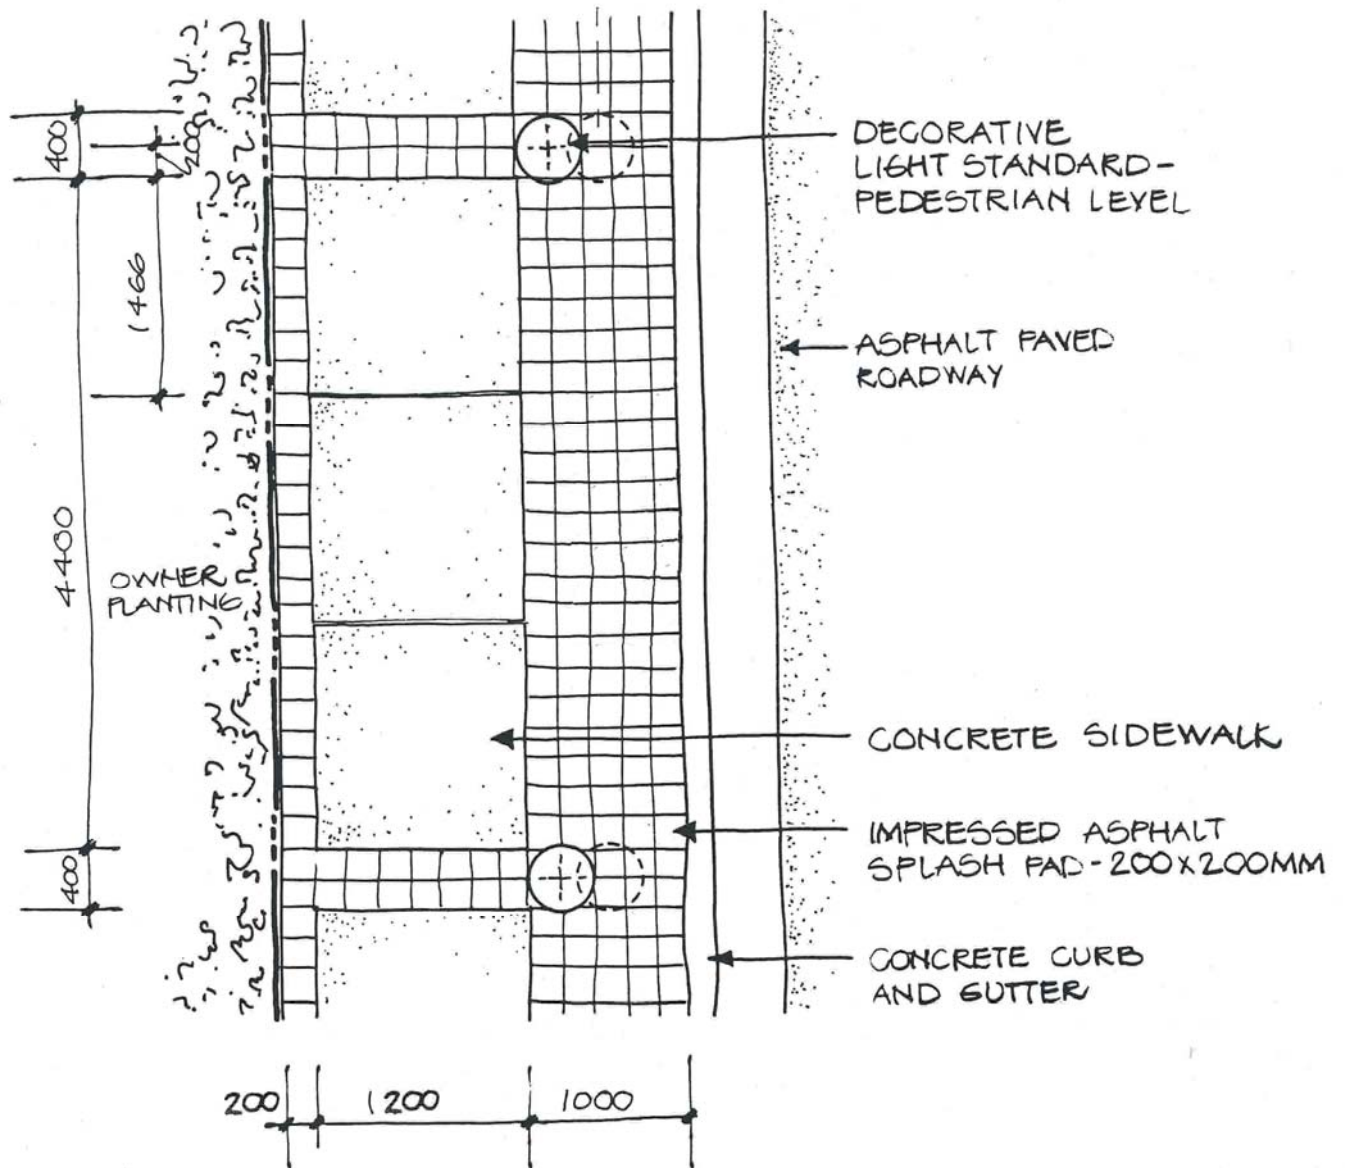 400
200
1466
4400
400
OWNER
PLANTING
DECORATIVE
LIGHT STANDARD-
PEDESTRIAN LEVEL
ASPHALT PAVED
ROADWAY
CONCRETE SIDEWALK
IMPRESSED ASPHALT
SPLASH PAD-200X200MM
CONCRETE CURB
AND GUTTER
200
1200
1000